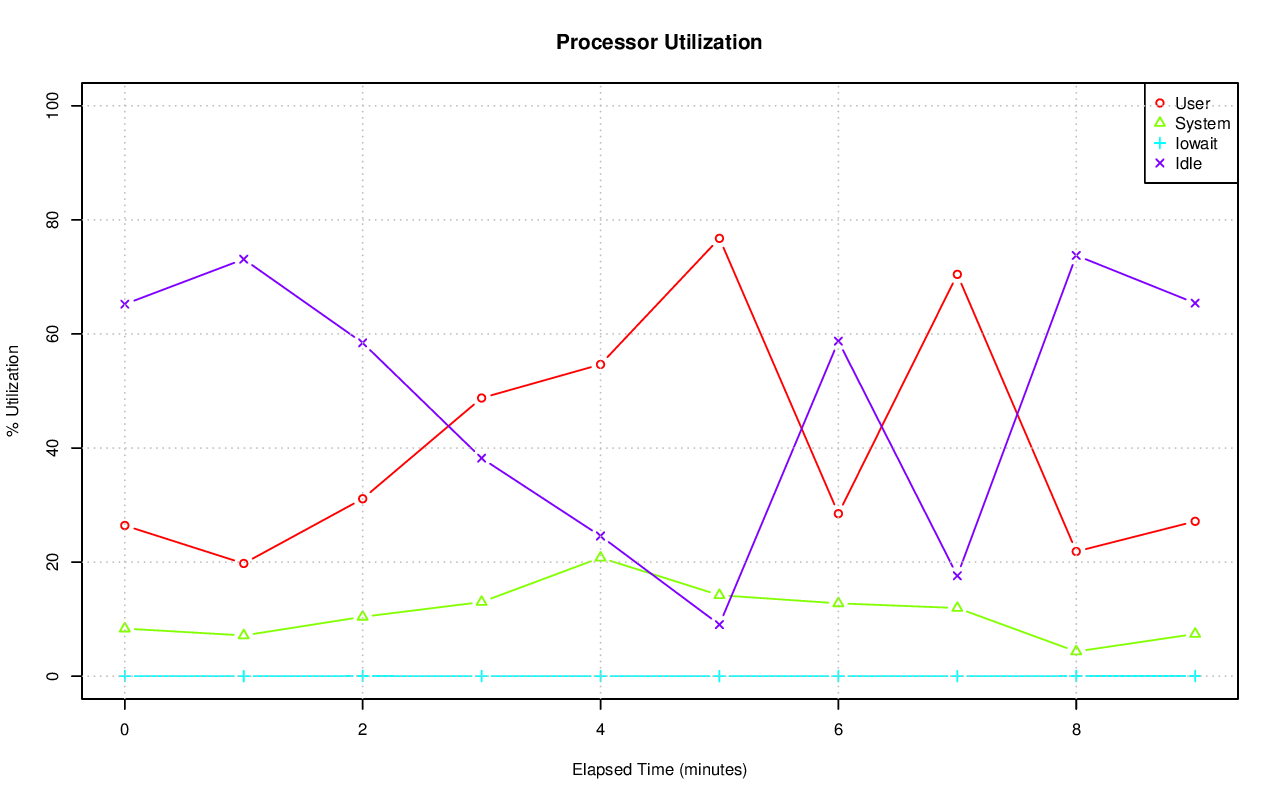 Processor Utilization
100
80
60
40
20
0
% Utilization
User
System
Iowait
Idle
0 2 4 6 8
Elapsed Time (minutes)